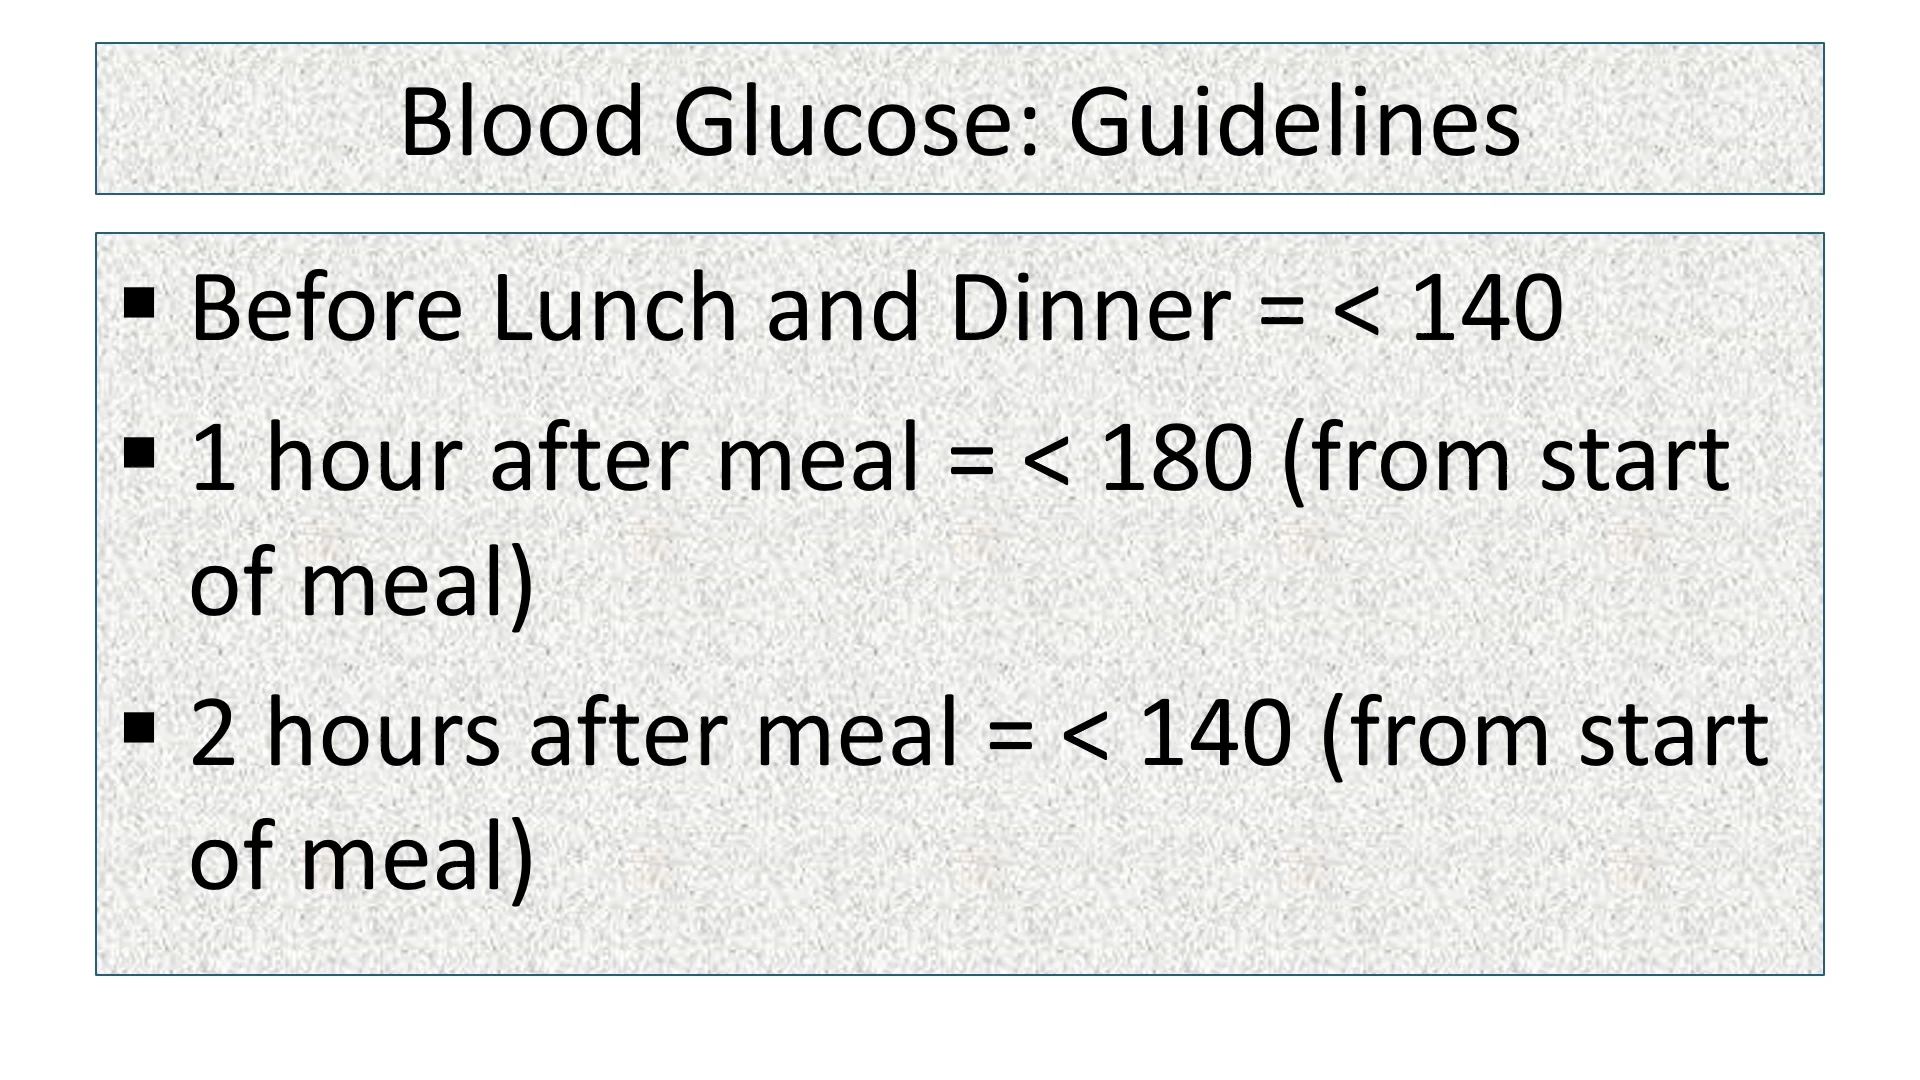 Blood Glucose: Guidelines
▪ Before Lunch and Dinner = < 140
▪ 1 hour after meal = < 180 (from start
of meal)
▪ 2 hours after meal = < 140 (from start
of meal)